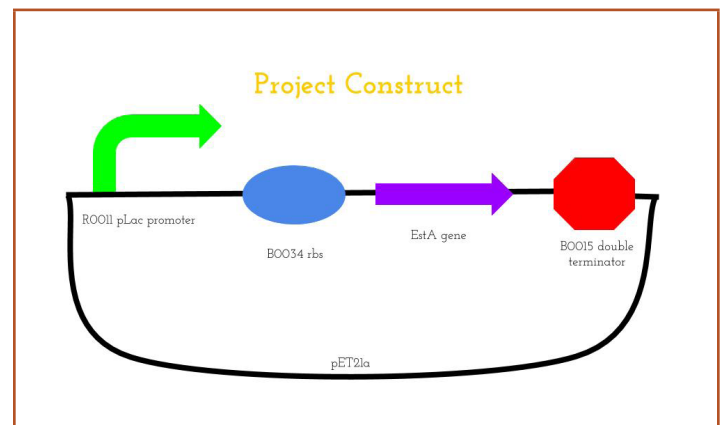 Project Construct
R0011 pLac promoter
B0034 rbs
EstA gene
B0015 double
terminator
pET21a